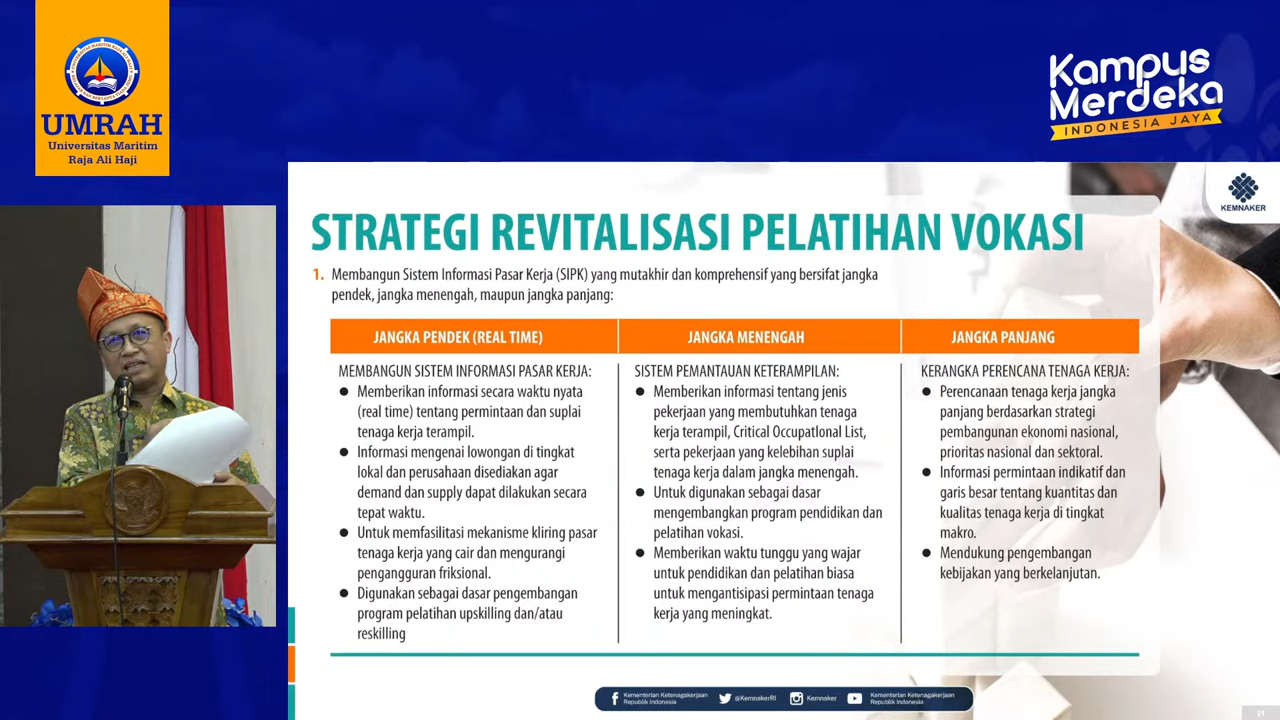 UMRAH
Universitas Maritim
Raja Ali Haji
Kampus
Merdeka
INDONESIA JAYA
KEMNAKER
STRATEGI REVITALISASI PELATIHAN VOKASI
1. Membangun Sistem Informasi Pasar Kerja (SIPK) yang mutakhir dan komprehensif yang bersifat jangka
pendek, jangka menengah, maupun jangka panjang:
JANGKA PENDEK (REAL TIME)
MEMBANGUN SISTEM INFORMASI PASAR KERJA:
● Memberikan informasi secara waktu nyata
(real time) tentang permintaan dan suplai
tenaga kerja terampil.
● Informasi mengenai lowongan di tingkat
lokal dan perusahaan disediakan agar
demand dan supply dapat dilakukan secara
tepat waktu.
● Untuk memfasilitasi mekanisme kliring pasar
tenaga kerja yang cair dan mengurangi
pengangguran friksional.
● Digunakan sebagai dasar pengembangan
program pelatihan upskilling dan/atau
reskilling
JANGKA MENENGAH
SISTEM PEMANTAUAN KETERAMPILAN:
● Memberikan informasi tentang jenis
pekerjaan yang membutuhkan tenaga
kerja terampil, Critical OccupatIonal List,
serta pekerjaan yang kelebihan suplai
tenaga kerja dalam jangka menengah.
● Untuk digunakan sebagai dasar
mengembangkan program pendidikan dan
pelatihan vokasi.
● Memberikan waktu tunggu yang wajar
untuk pendidikan dan pelatihan biasa
untuk mengantisipasi permintaan tenaga
kerja yang meningkat.
JANGKA PANJANG
KERANGKA PERENCANA TENAGA KERJA:
● Perencanaan tenaga kerja jangka
panjang berdasarkan strategi
pembangunan ekonomi nasional,
prioritas nasional dan sektoral.
● Informasi permintaan indikatif dan
garis besar tentang kuantitas dan
kualitas tenaga kerja di tingkat
makro.
● Mendukung pengembangan
kebijakan yang berkelanjutan.
Kementerian Ketenagakerjaan
Republik Indonesia
@KemnakerRI
Kemnaker
Kementerian Ketenagakerjaan
Republik Indonesia